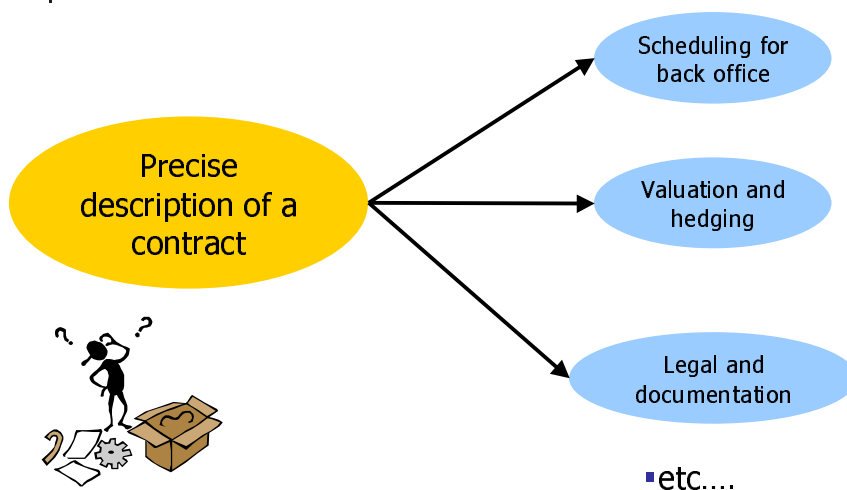 Precise
description of a
contract
Scheduling for
back office
Valuation and
hedging
Legal and
documentation
▪etc....